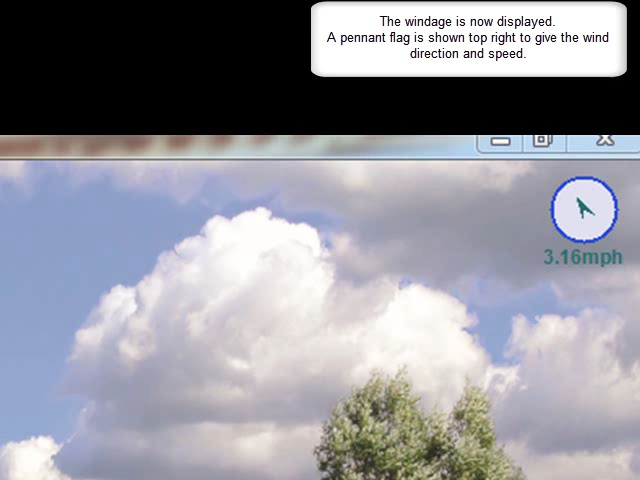 The windage is now displayed.
A pennant flag is shown top right to give the wind
direction and speed.
3.16mph